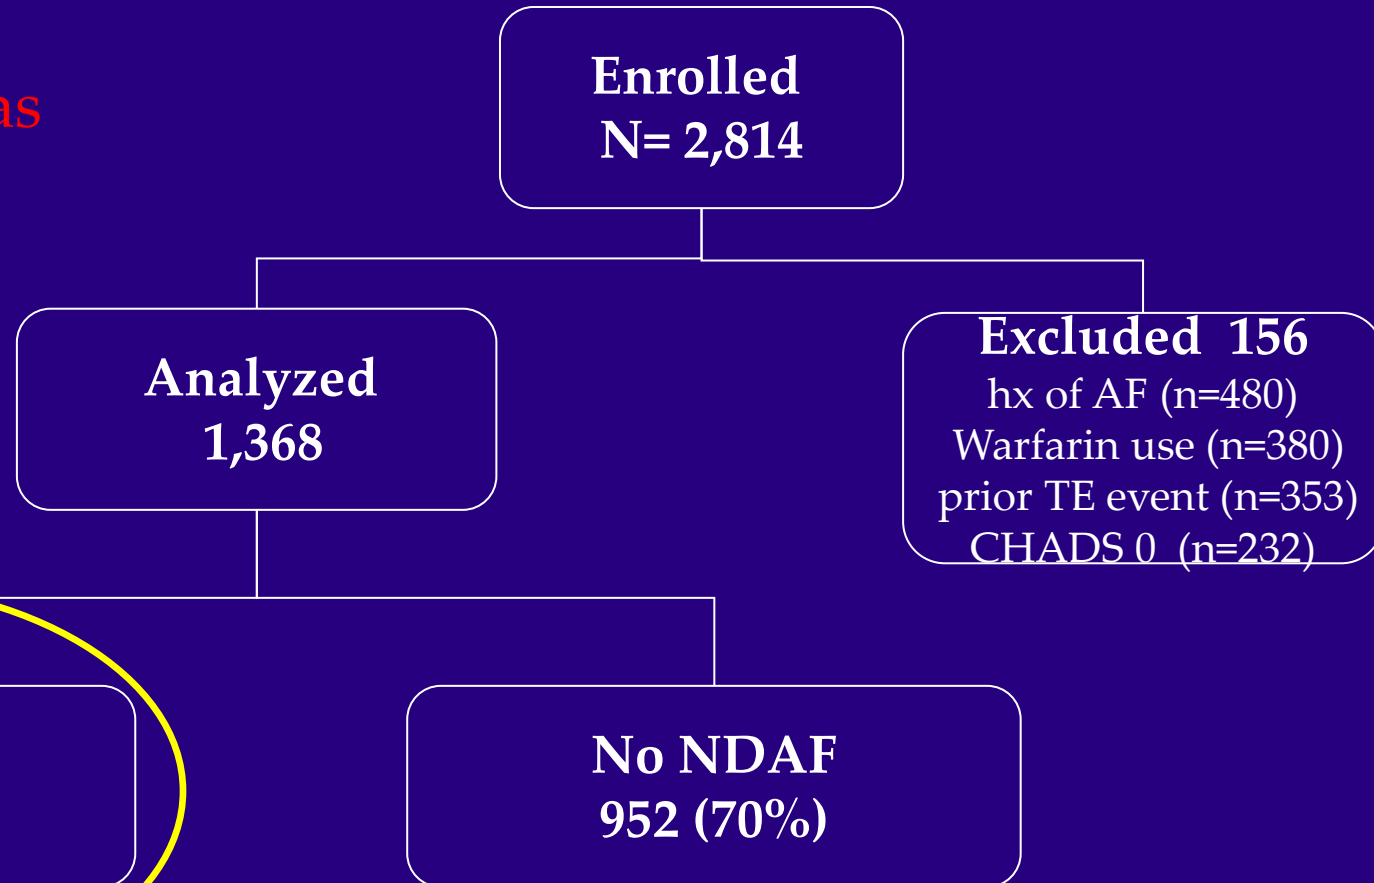 Enrolled
N= 2,814
as
Analyzed
1,368
Excluded 156
hx of AF (n=480)
Warfarin use (n=380)
prior TE event (n=353)
CHADS 0 (n=232)
No NDAF
952 (70%)